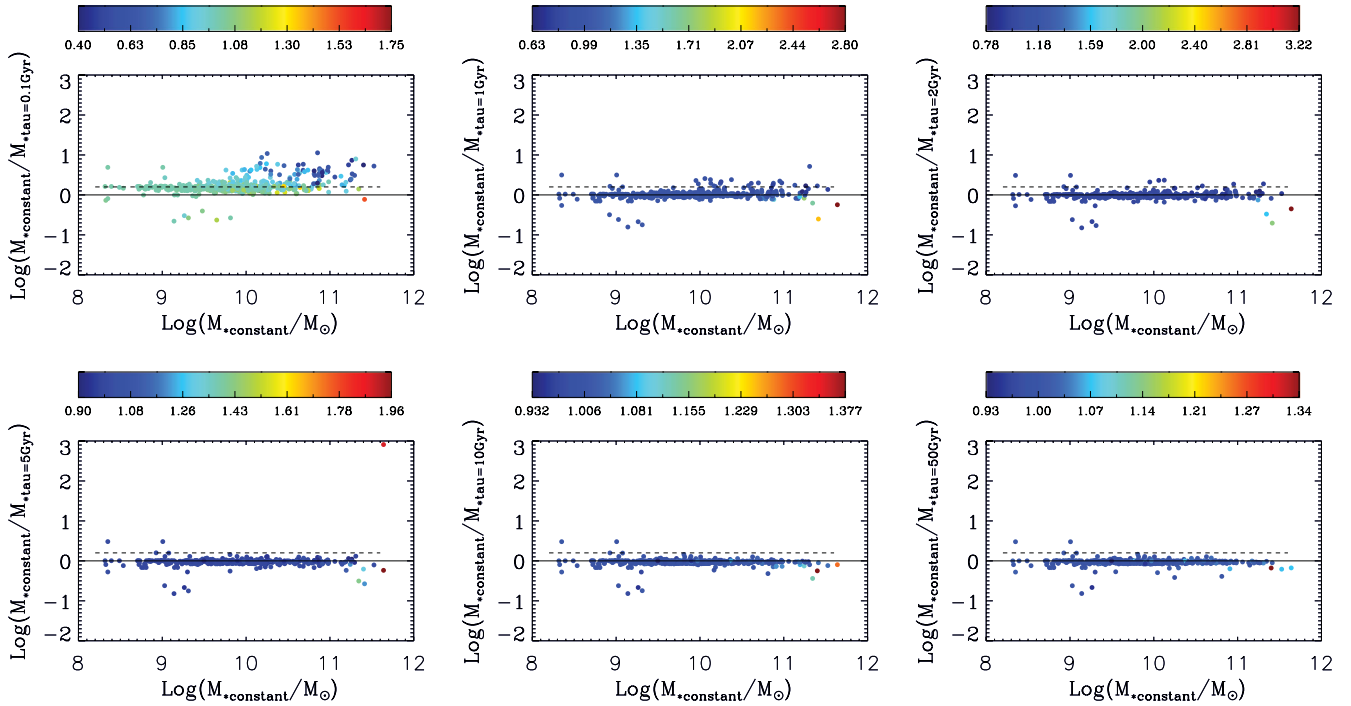 0.40 0.63 0.85 1.08 1.30 1.53 1.75
0.63 0.99 1.35 1.71 2.07 2.44 2.80
0.78 1.18 1.59 2.00 2.40 2.81 3.22
Log(M*constant/M*tau=0.1Gyr)
3
2
1
0
−1
−2
8 9 10 11 12
Log(M*constant/M⊙)
Log(M*constant/M*tau=1Gyr)
3
2
1
0
−1
−2
8 9 10 11 12
Log(M*constant/M⊙)
Log(M*constant/M*tau=2Gyr)
3
2
1
0
−1
−2
8 9 10 11 12
Log(M*constant/M⊙)
0.90 1.08 1.26 1.43 1.61 1.78 1.96
0.932 1.006 1.081 1.155 1.229 1.303 1.377
0.93 1.00 1.07 1.14 1.21 1.27 1.34
Log(M*constant/M*tau=5Gyr)
3
2
1
0
−1
−2
8 9 10 11 12
Log(M*constant/M⊙)
Log(M*constant/M*tau=10Gyr)
3
2
1
0
−1
−2
8 9 10 11 12
Log(M*constant/M⊙)
Log(M*constant/M*tau=50Gyr)
3
2
1
0
−1
−2
8 9 10 11 12
Log(M*constant/M⊙)